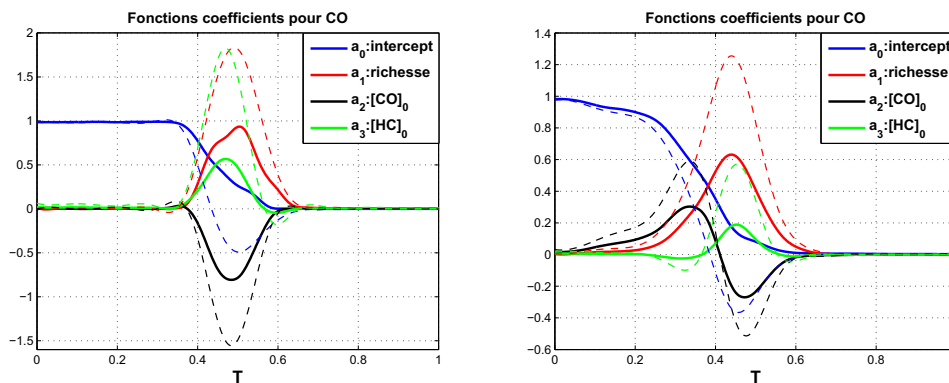 Fonctions coefficients pour CO
2
1.5
1
0.5
0
−0.5
−1
−1.5
0
0.2
0.4
0.6
0.8
1
T
a0:intercept
a1:richesse
a2:[CO]0
a3:[HC]0
Fonctions coefficients pour CO
1.4
1.2
1
0.8
0.6
0.4
0.2
0
−0.2
−0.4
−0.6
0
0.2
0.4
0.6
0.8
T
a0:intercept
a1:richesse
a2:[CO]0
a3:[HC]0